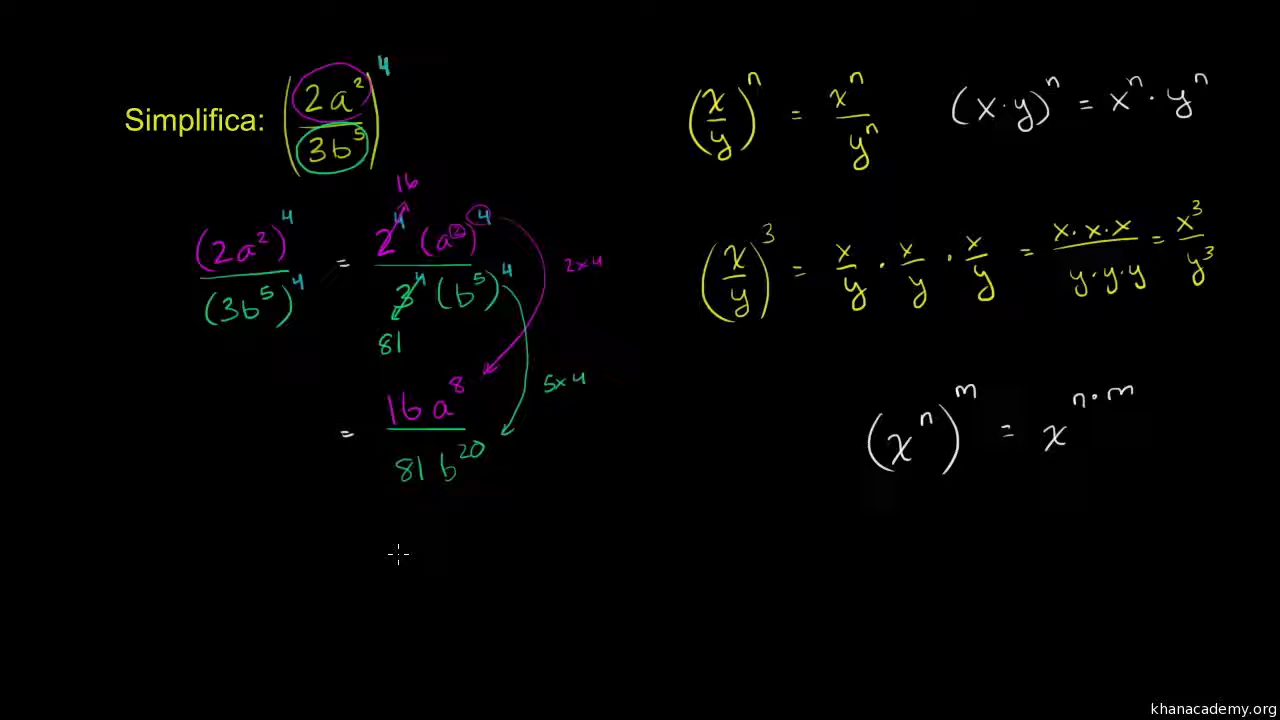 Simplifica: (2a²/3b⁵)⁴
(2a²)⁴/(3b⁵)⁴ = 2⁴(a²)⁴/3⁴(b⁵)⁴
16
81
2×4
5×4
= 16a⁸/81b²⁰
(x/y)ⁿ = xⁿ/yⁿ
(x·y)ⁿ = xⁿ·yⁿ
(x/y)³ = x/y · x/y · x/y = x·x·x/y·y·y = x³/y³
(xⁿ)ᵐ = xⁿ·ᵐ
khanacademy.org